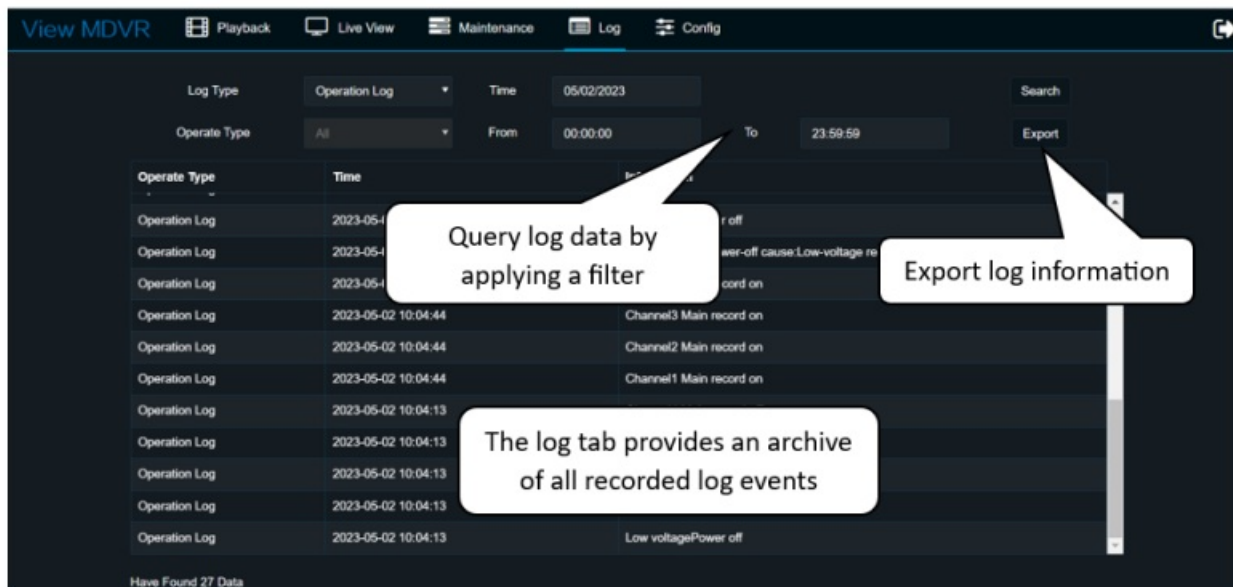 View MDVR Playback Live View Maintenance Log Config
Log Type Operation Log Time 05/02/2023 Search
Operate Type All From 00:00:00 To 23:59:59 Export
Operate Type Time
Operation Log r off
Query log data by
applying a filter
Operation Log wer-off cause:Low-voltage re
Export log information
Operation Log cord on
Operation Log 2023-05-02 10:04:44 Channel3 Main record on
Operation Log 2023-05-02 10:04:44 Channel2 Main record on
Operation Log 2023-05-02 10:04:44 Channel1 Main record on
Operation Log 2023-05-02 10:04:13
The log tab provides an archive
of all recorded log events
Operation Log 2023-05-02 10:04:13
Operation Log 2023-05-02 10:04:13
Operation Log 2023-05-02 10:04:13
Operation Log 2023-05-02 10:04:13 Low voltagePower off
Have Found 27 Data